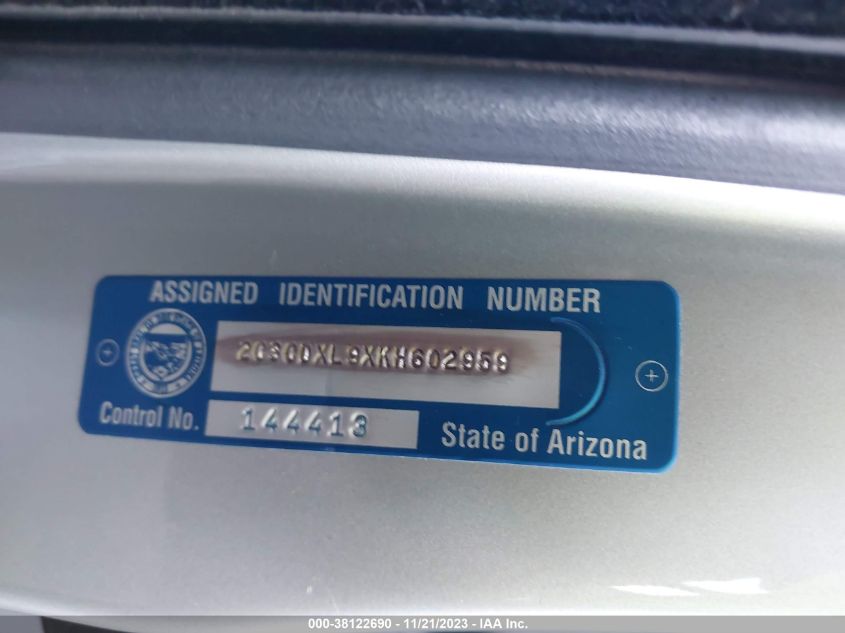 ASSIGNED IDENTIFICATION NUMBER
2C3CDXL9XKH602959
Control No. 144413
State of Arizona
000-38122690 - 11/21/2023 - IAA Inc.